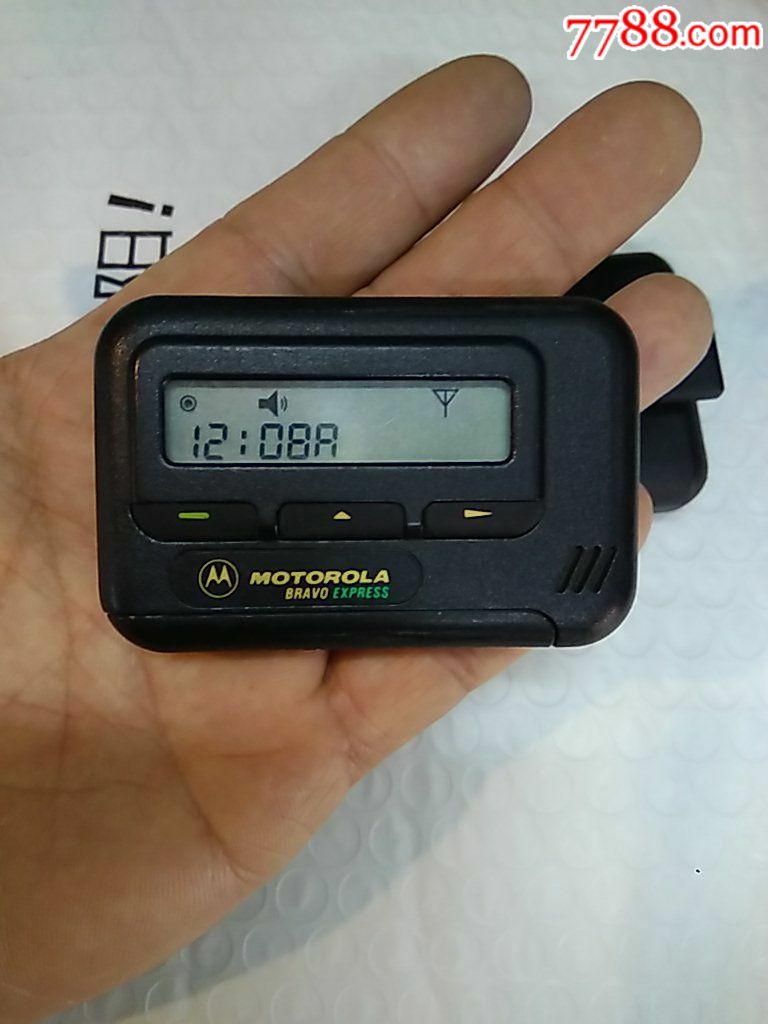 7788.com
!
12:08A
MOTOROLA
BRAVO EXPRESS